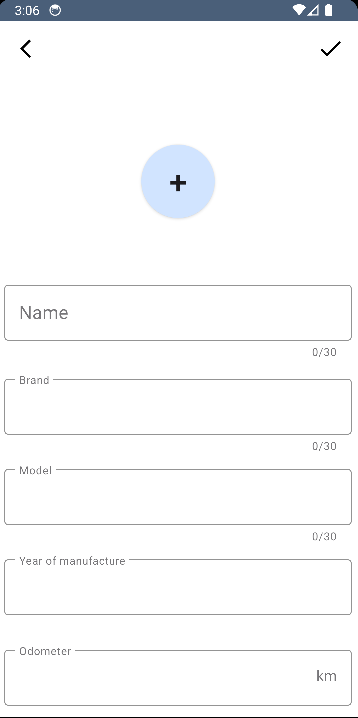 3:06
+
Name
0/30
Brand
0/30
Model
0/30
Year of manufacture
Odometer
km